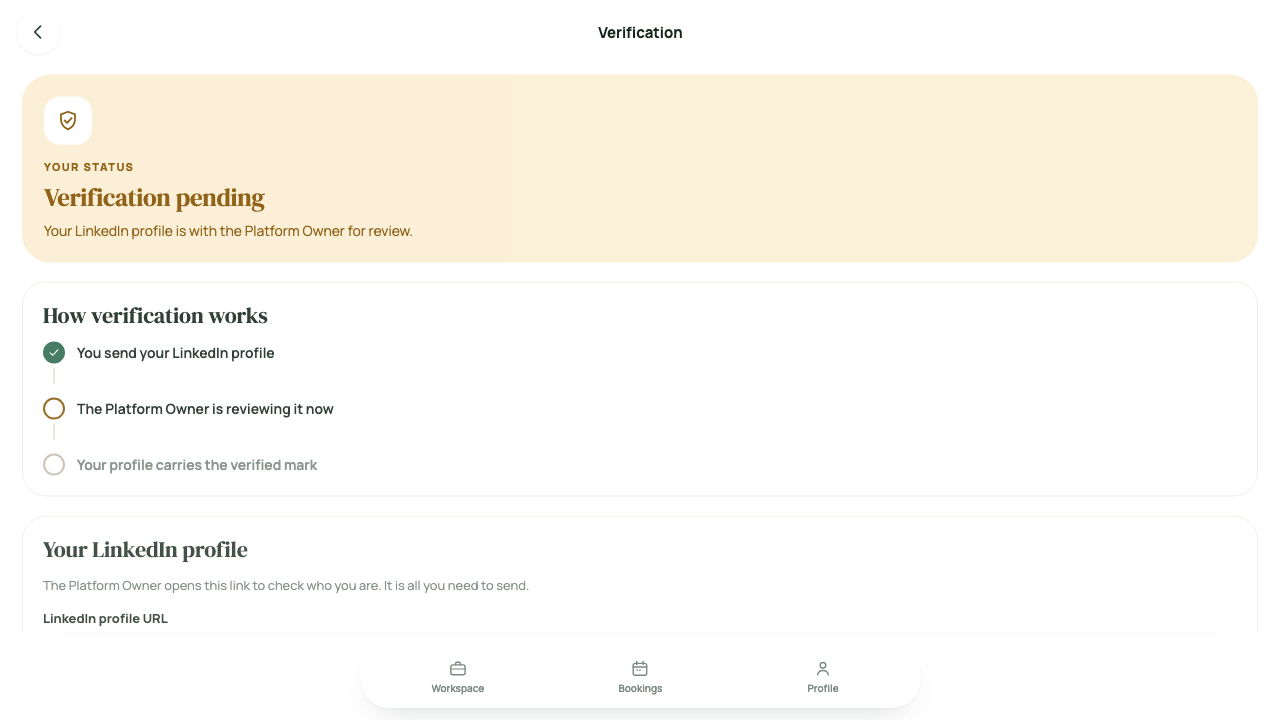 Verification
YOUR STATUS
Verification pending
Your LinkedIn profile is with the Platform Owner for review.
How verification works
You send your LinkedIn profile
The Platform Owner is reviewing it now
Your profile carries the verified mark
Your LinkedIn profile
The Platform Owner opens this link to check who you are. It is all you need to send.
LinkedIn profile URL
Workspace
Bookings
Profile